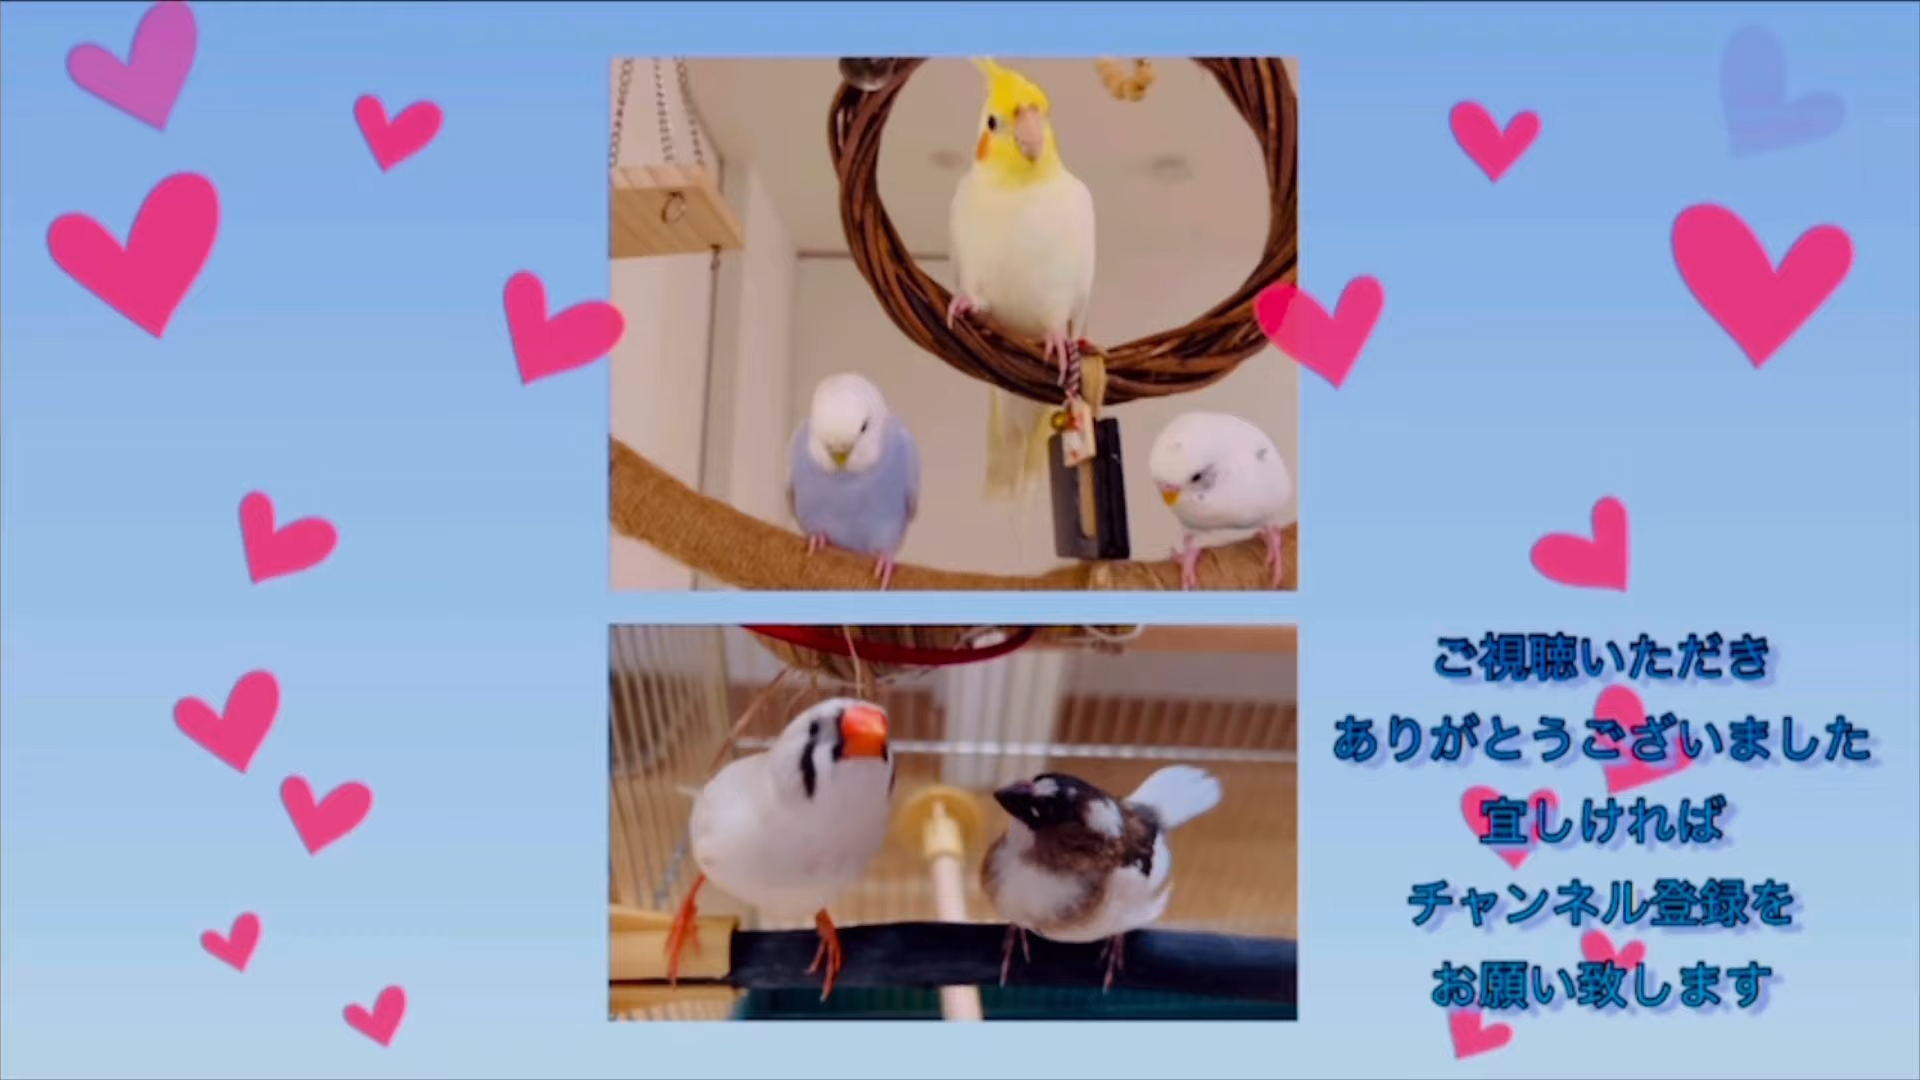 ご視聴いただき
ありがとうございました
宜しければ
チャンネル登録を
お願い致します